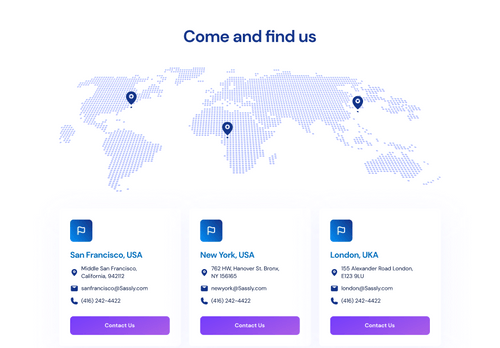 Come and find us
San Francisco, USA
Middle San Francisco,
California, 94211
sanfrancisco@Sassly.com
(416) 242-4422
Contact Us
New York, USA
762 HW, Hanover St. Bronx,
NY 156165
newyork@Sassly.com
(416) 242-4422
Contact Us
London, UKA
155 Alexander Road London,
E123 9LU
london@Sassly.com
(416) 242-4422
Contact Us